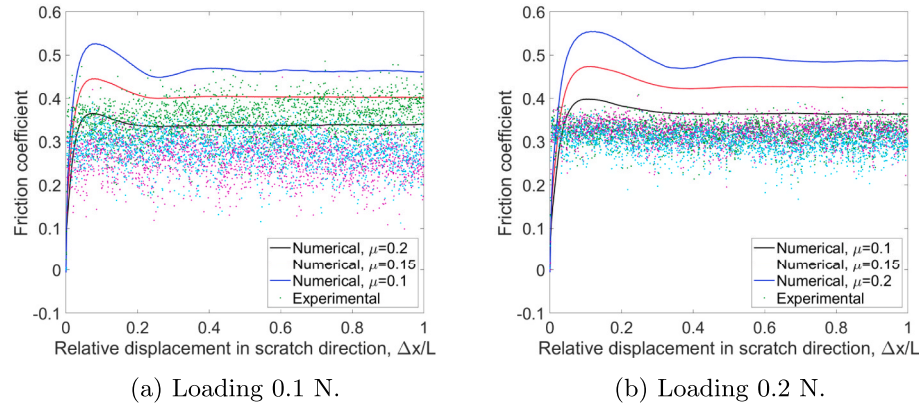 0.6
0.5
0.4
0.3
0.2
0.1
0
-0.1
Friction coefficient
Numerical, μ=0.2
Numerical, μ=0.15
Numerical, μ=0.1
Experimental
0 0.2 0.4 0.6 0.8 1
Relative displacement in scratch direction, Δx/L
(a) Loading 0.1 N.
0.6
0.5
0.4
0.3
0.2
0.1
0
-0.1
Friction coefficient
Numerical, μ=0.1
Numerical, μ=0.15
Numerical, μ=0.2
Experimental
0 0.2 0.4 0.6 0.8 1
Relative displacement in scratch direction, Δx/L
(b) Loading 0.2 N.